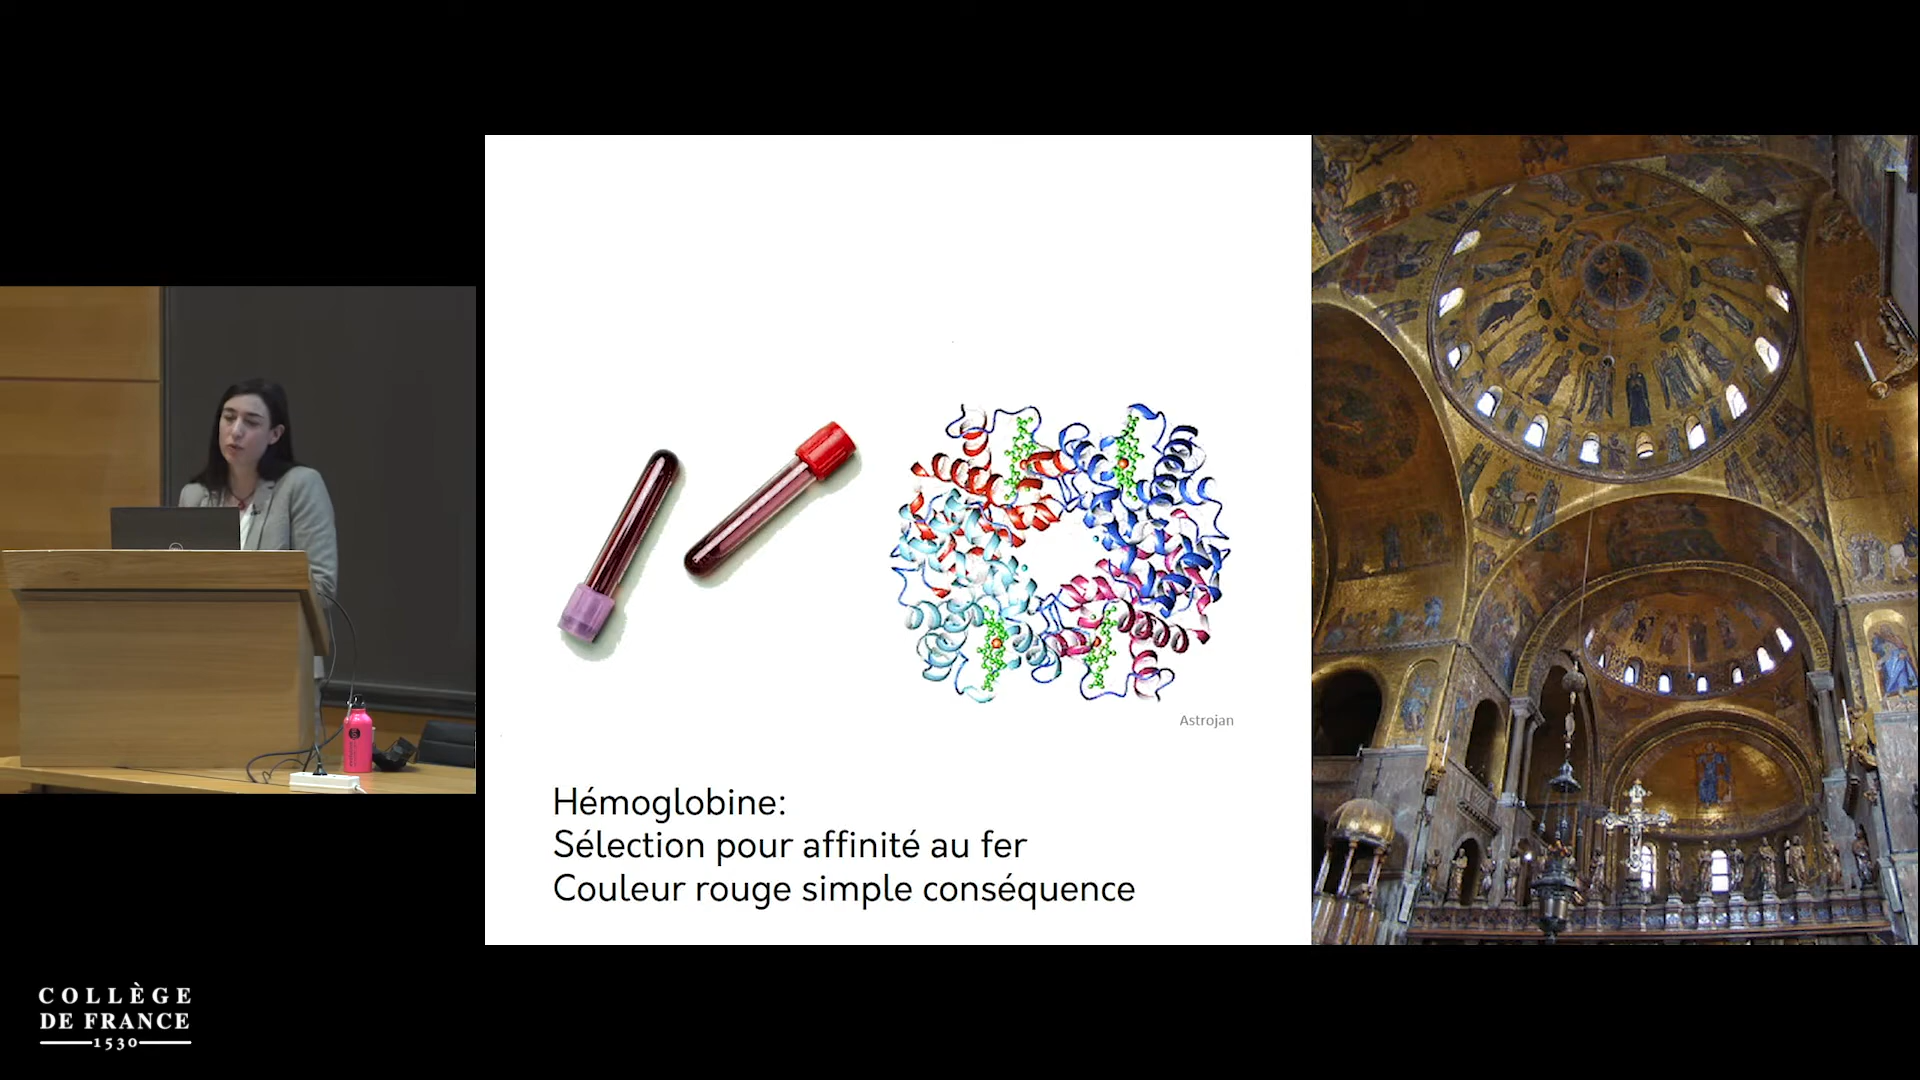 Astrojan
Hémoglobine:
Sélection pour affinité au fer
Couleur rouge simple conséquence
COLLÈGE
DE FRANCE
1530